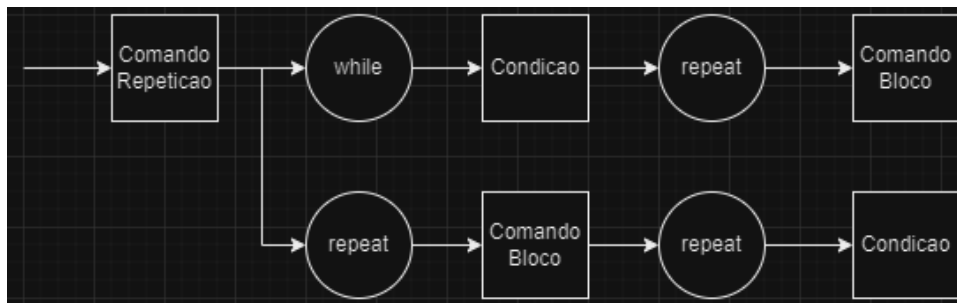 Comando
Repeticao
while
Condicao
repeat
Comando
Bloco
repeat
Comando
Bloco
repeat
Condicao